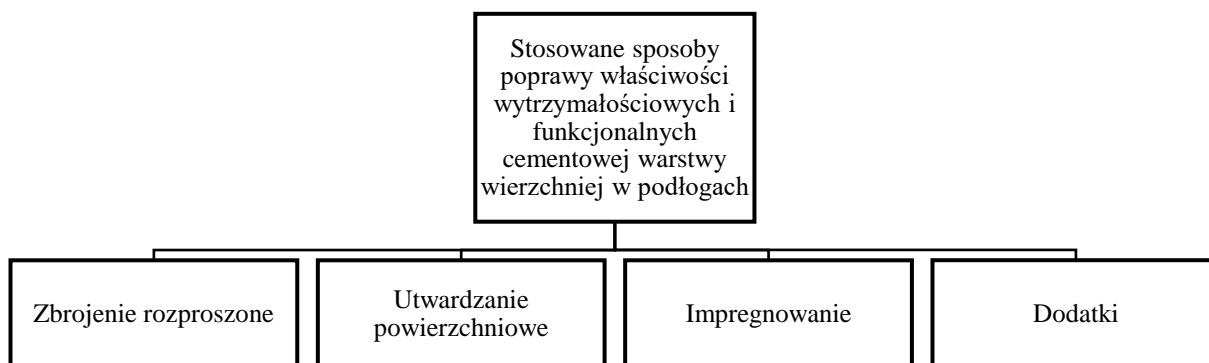 Stosowane sposoby
poprawy właściwości
wytrzymałościowych i
funkcjonalnych
cementowej warstwy
wierzchniej w podłogach
Zbrojenie rozproszone
Utwardzanie
powierzchniowe
Impregnowanie
Dodatki